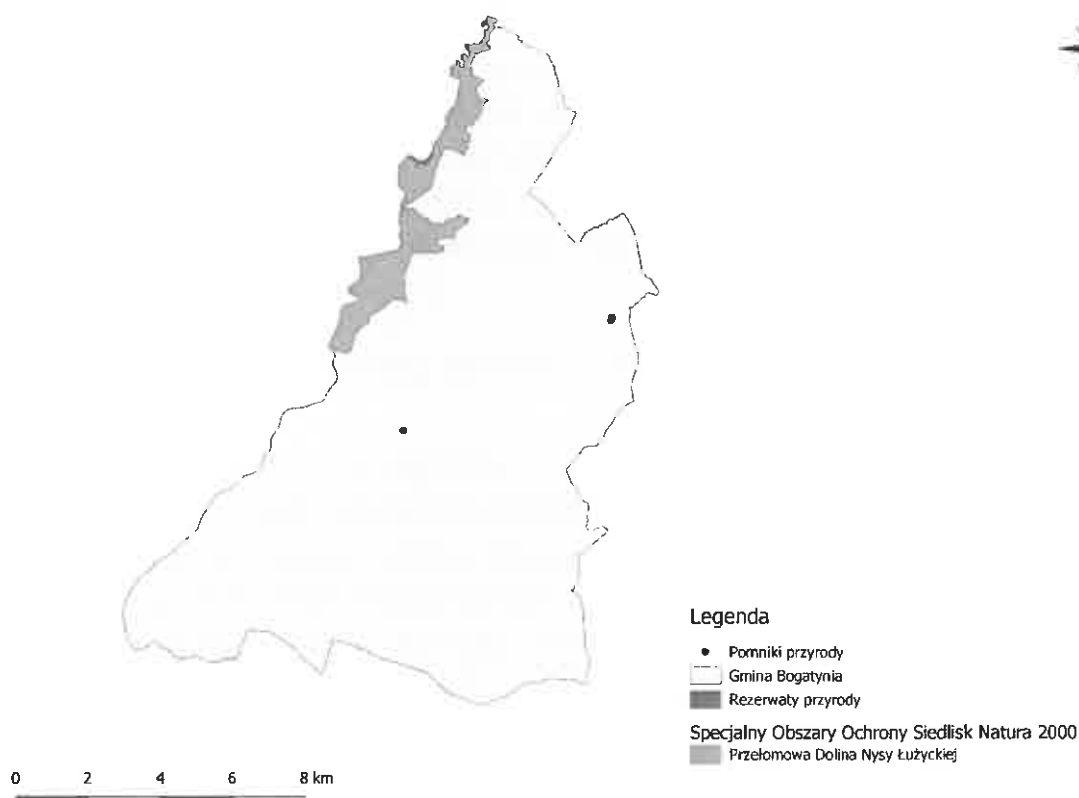 Legenda
Pomniki przyrody
Gmina Bogatynia
Rezerwaty przyrody
Specjalny Obszary Ochrony Siedlisk Natura 2000
Przełomowa Dolina Nysy Łużyckiej
0 2 4 6 8 km